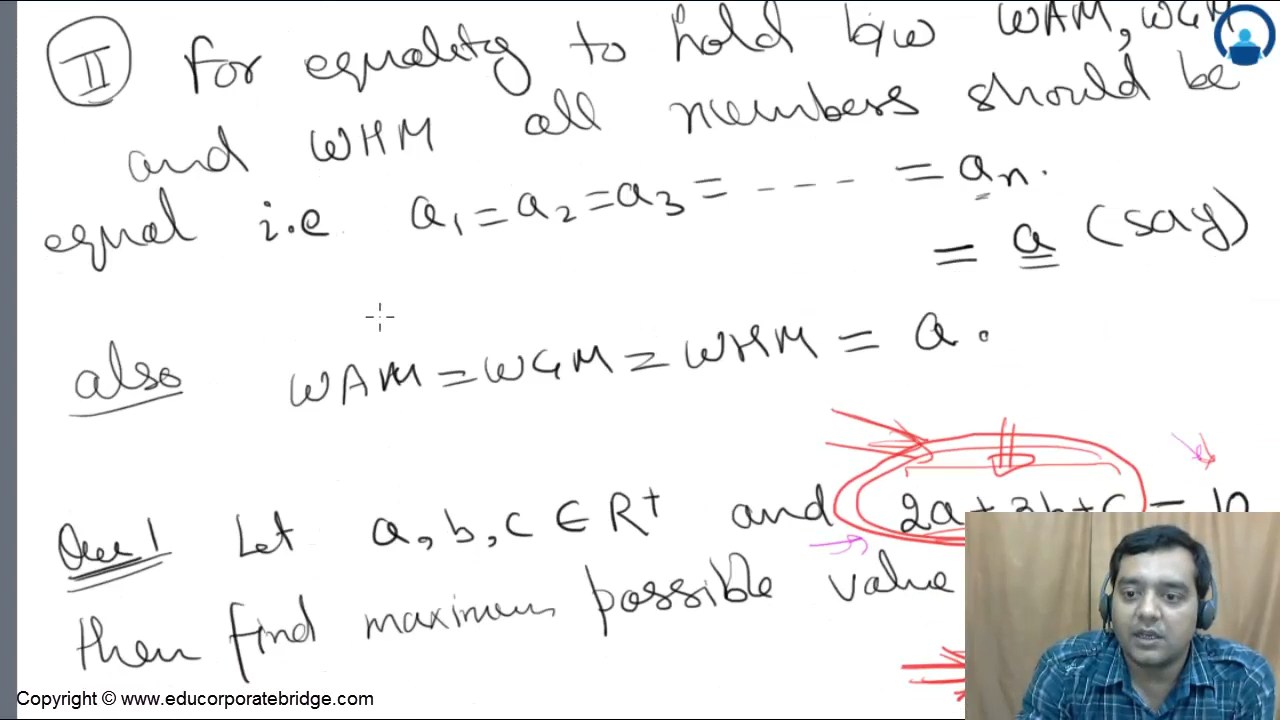 II for equality to hold b/w WAM, WGM
and WHM all numbers should be
equal i.e a₁ = a₂ = a₃ = - - - - = aₙ.
= a (say)
also WAM = WGM = WHM = a.
Ques 1 Let a, b, c ∈ R⁺ and 2a + 3b + c = 10
then find maximum possible value
Copyright © www.educorporatebridge.com